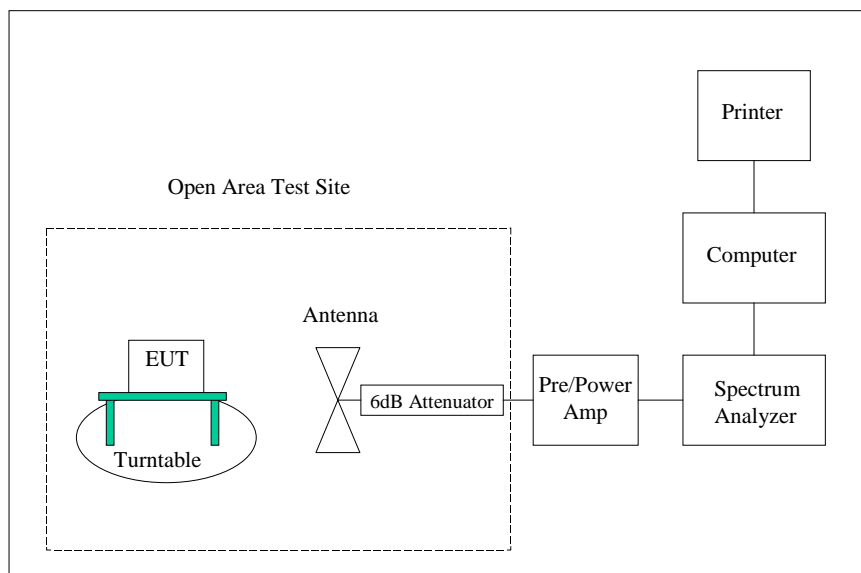 Printer
Open Area Test Site
Computer
Antenna
EUT
6dB Attenuator
Pre/Power
Amp
Spectrum
Analyzer
Turntable